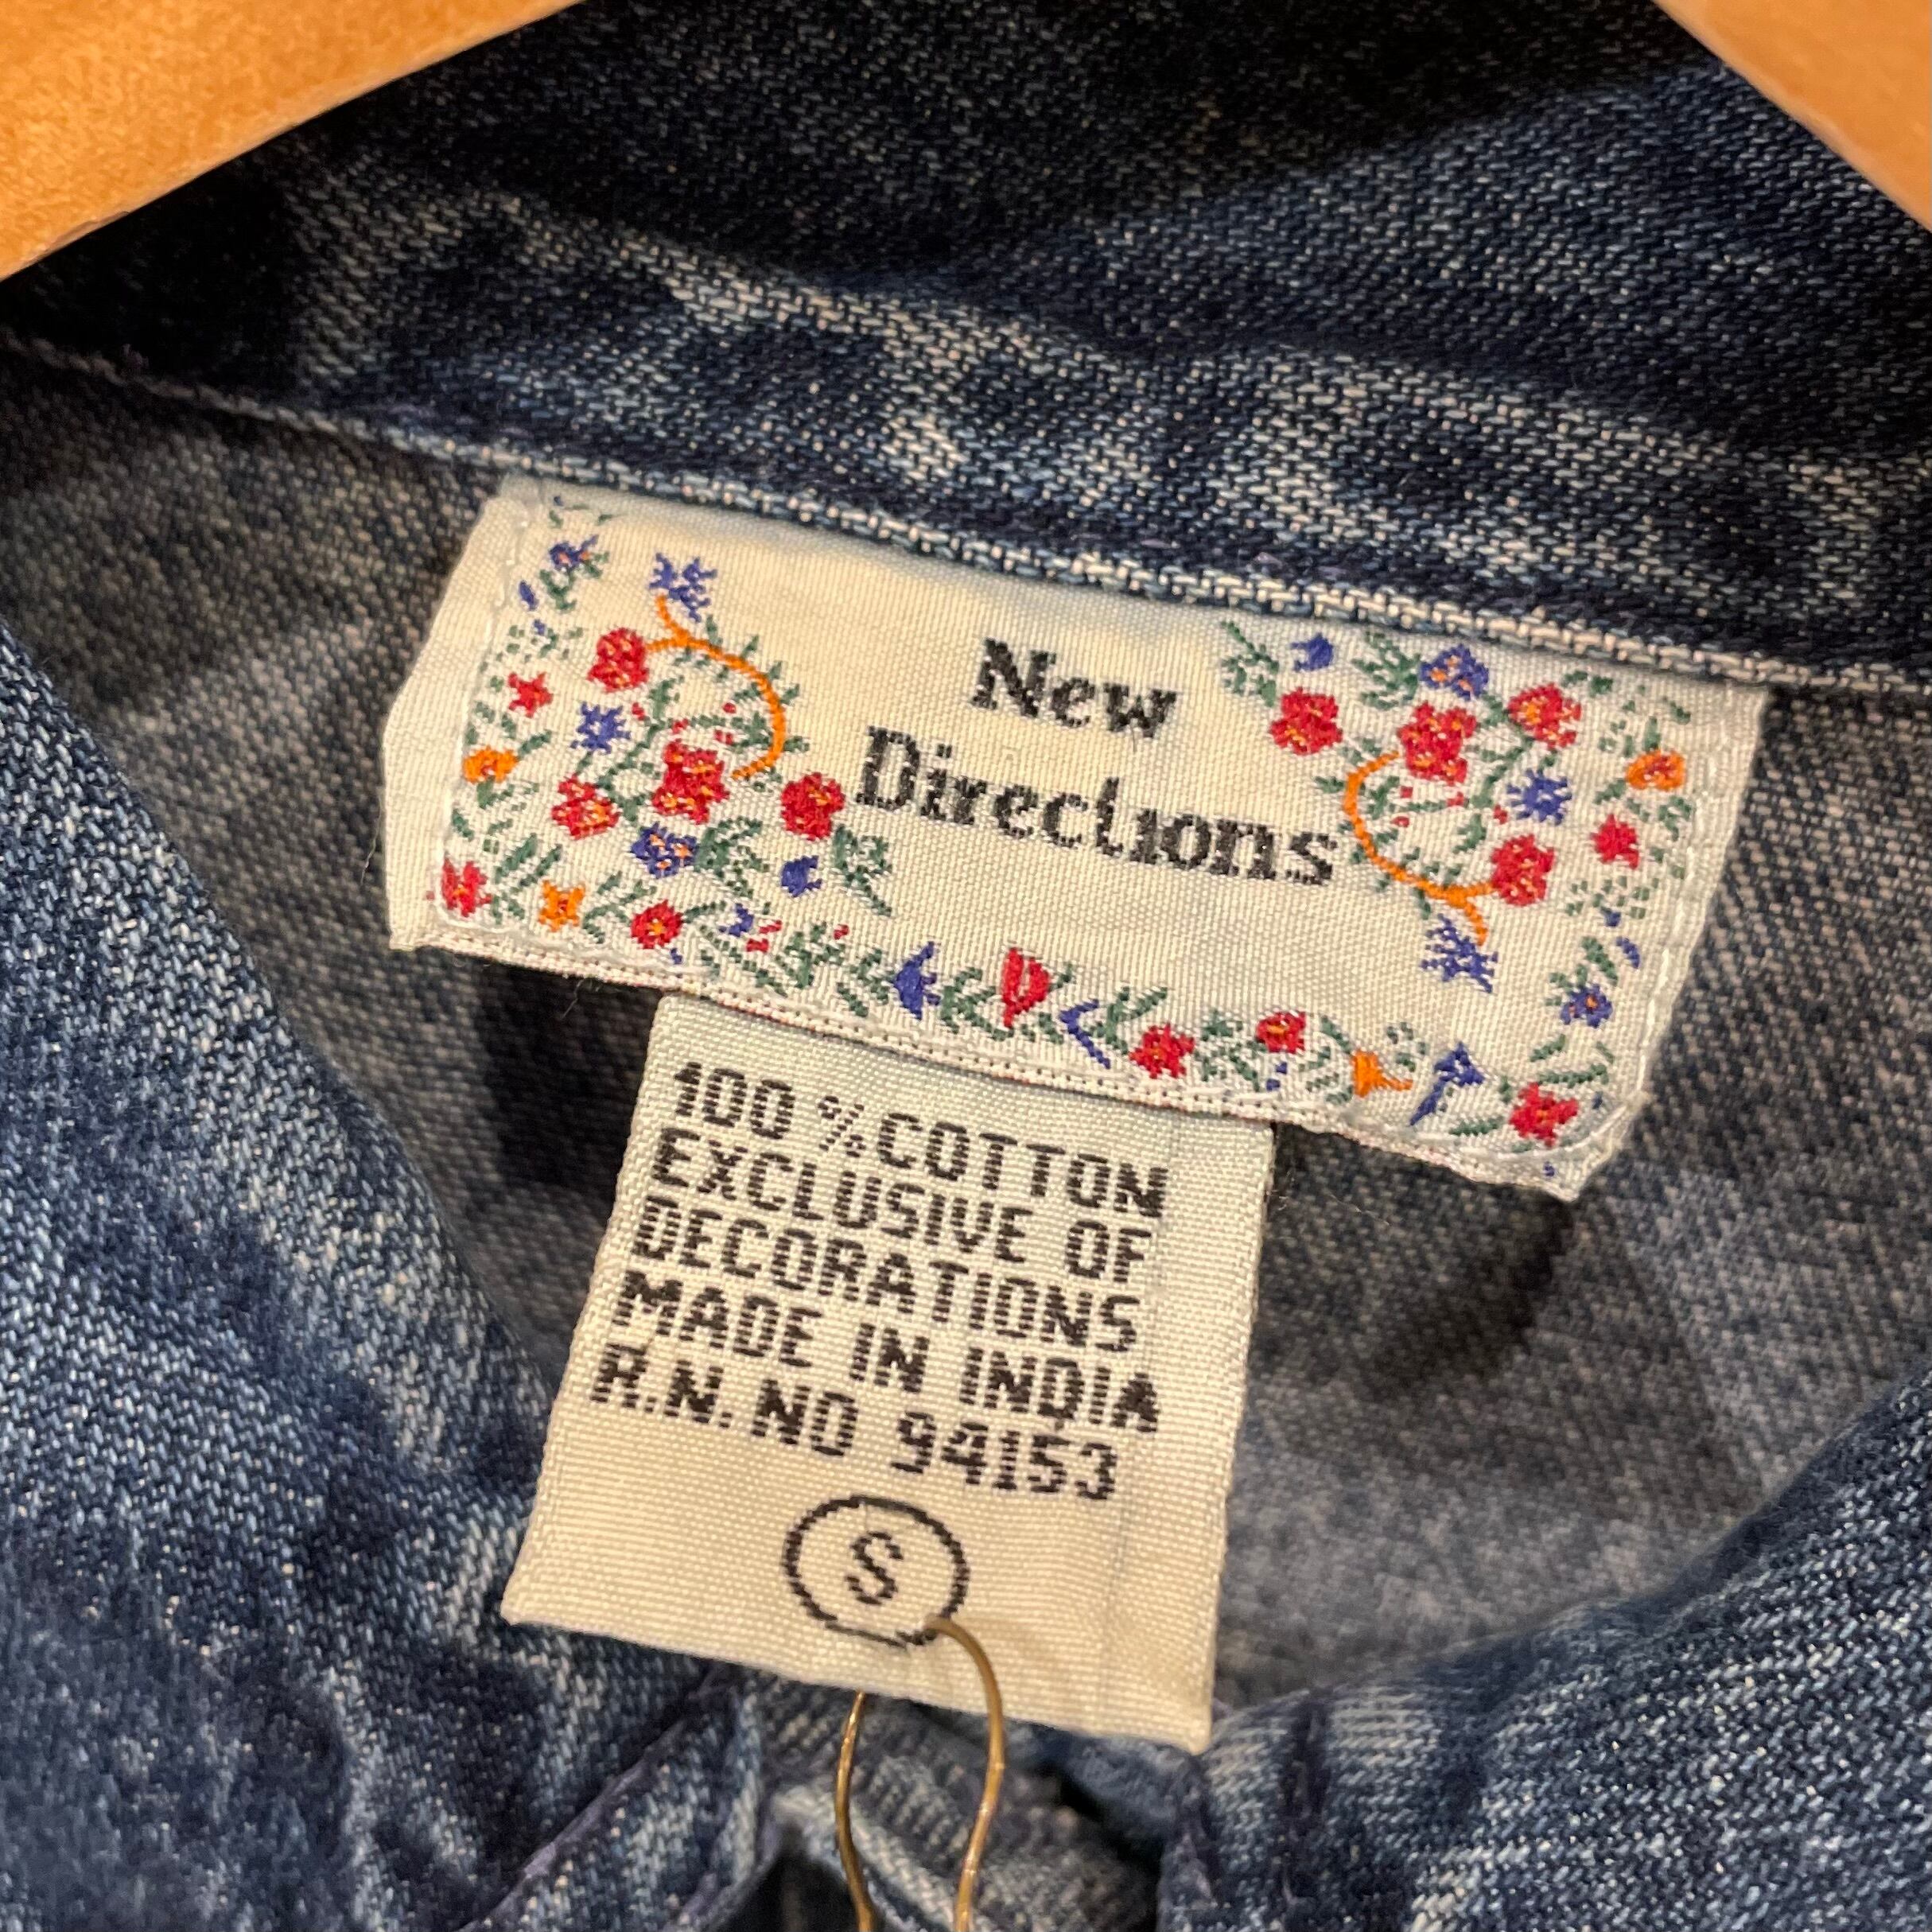 New
Directions
100 % COTTON
EXCLUSIVE OF
DECORATIONS
MADE IN INDIA
R.N. NO 94153
S